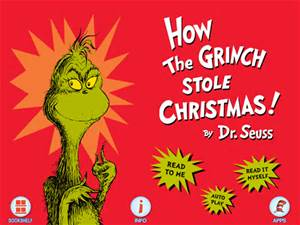 HOW
THE GRINCH
STOLE
CHRISTMAS!
BY DR. SEUSS
READ
TO ME
AUTO
PLAY
READ IT
MYSELF
BOOKSHELF
i
INFO
APPS